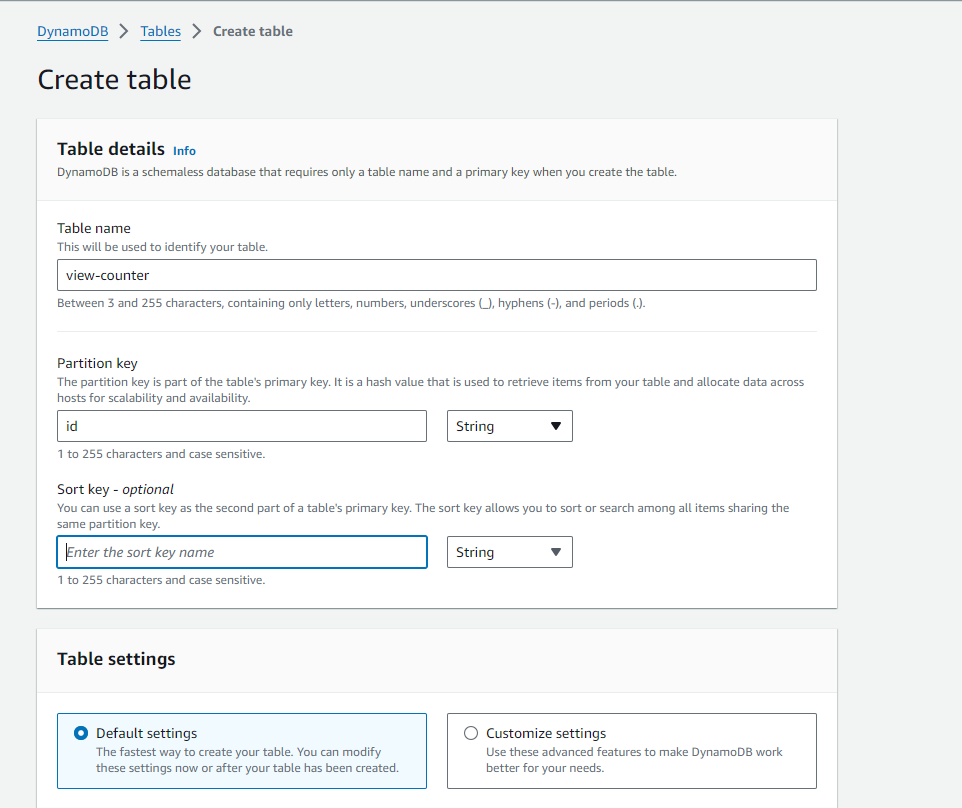 DynamoDB > Tables > Create table
Create table
Table details Info
DynamoDB is a schemaless database that requires only a table name and a primary key when you create the table.
Table name
This will be used to identify your table.
view-counter
Between 3 and 255 characters, containing only letters, numbers, underscores (_), hyphens (-), and periods (.).
Partition key
The partition key is part of the table's primary key. It is a hash value that is used to retrieve items from your table and allocate data across
hosts for scalability and availability.
id String
1 to 255 characters and case sensitive.
Sort key - optional
You can use a sort key as the second part of a table's primary key. The sort key allows you to sort or search among all items sharing the
same partition key.
Enter the sort key name String
1 to 255 characters and case sensitive.
Table settings
Default settings
The fastest way to create your table. You can modify
these settings now or after your table has been created.
Customize settings
Use these advanced features to make DynamoDB work
better for your needs.